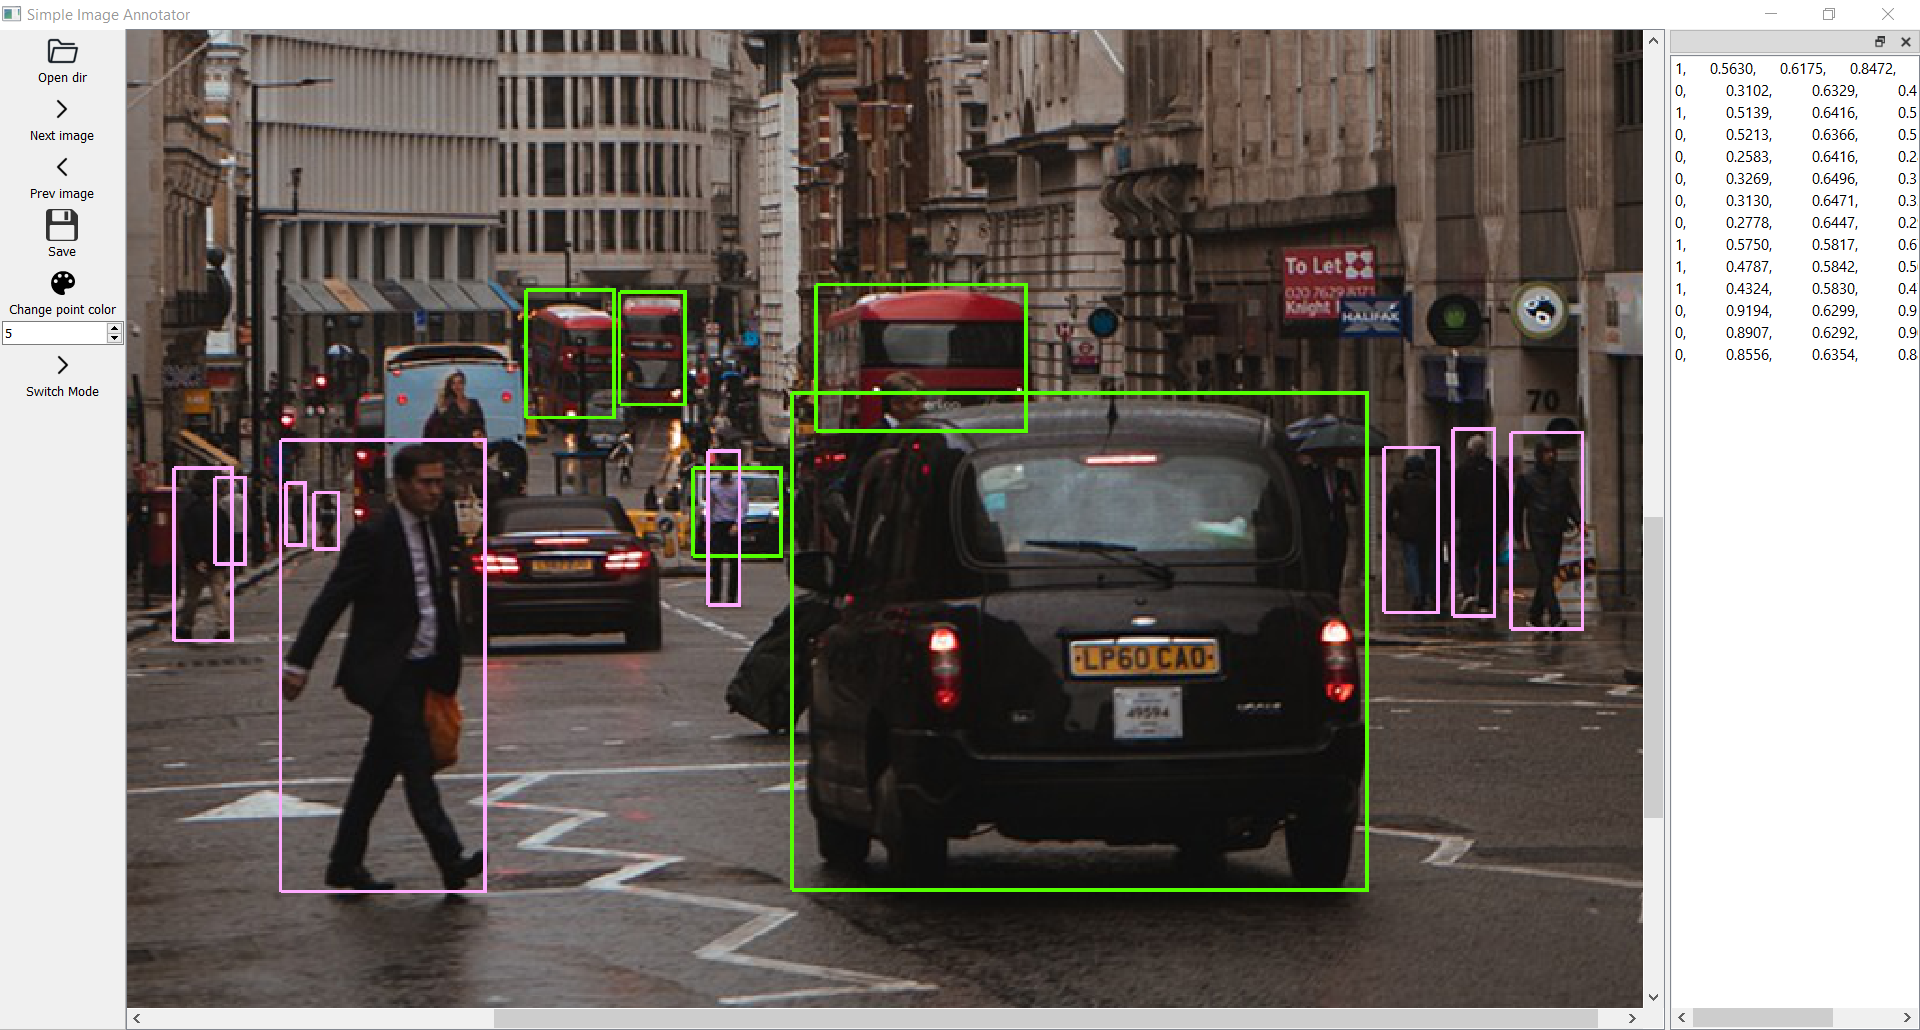 Simple Image Annotator
Open dir
Next image
Prev image
Save
Change point color
5
Switch Mode
1, 0.5630, 0.6175, 0.8472,
0, 0.3102, 0.6329, 0.4
1, 0.5139, 0.6416, 0.5
0, 0.5213, 0.6366, 0.5
0, 0.2583, 0.6416, 0.2
0, 0.3269, 0.6496, 0.3
0, 0.3130, 0.6471, 0.3
0, 0.2778, 0.6447, 0.2
1, 0.5750, 0.5817, 0.6
1, 0.4787, 0.5842, 0.5
1, 0.4324, 0.5830, 0.4
0, 0.9194, 0.6299, 0.9
0, 0.8907, 0.6292, 0.9
0, 0.8556, 0.6354, 0.8
To Let
020 7629 8171
Knight
HALIFAX
70
LP60 CAO
49594